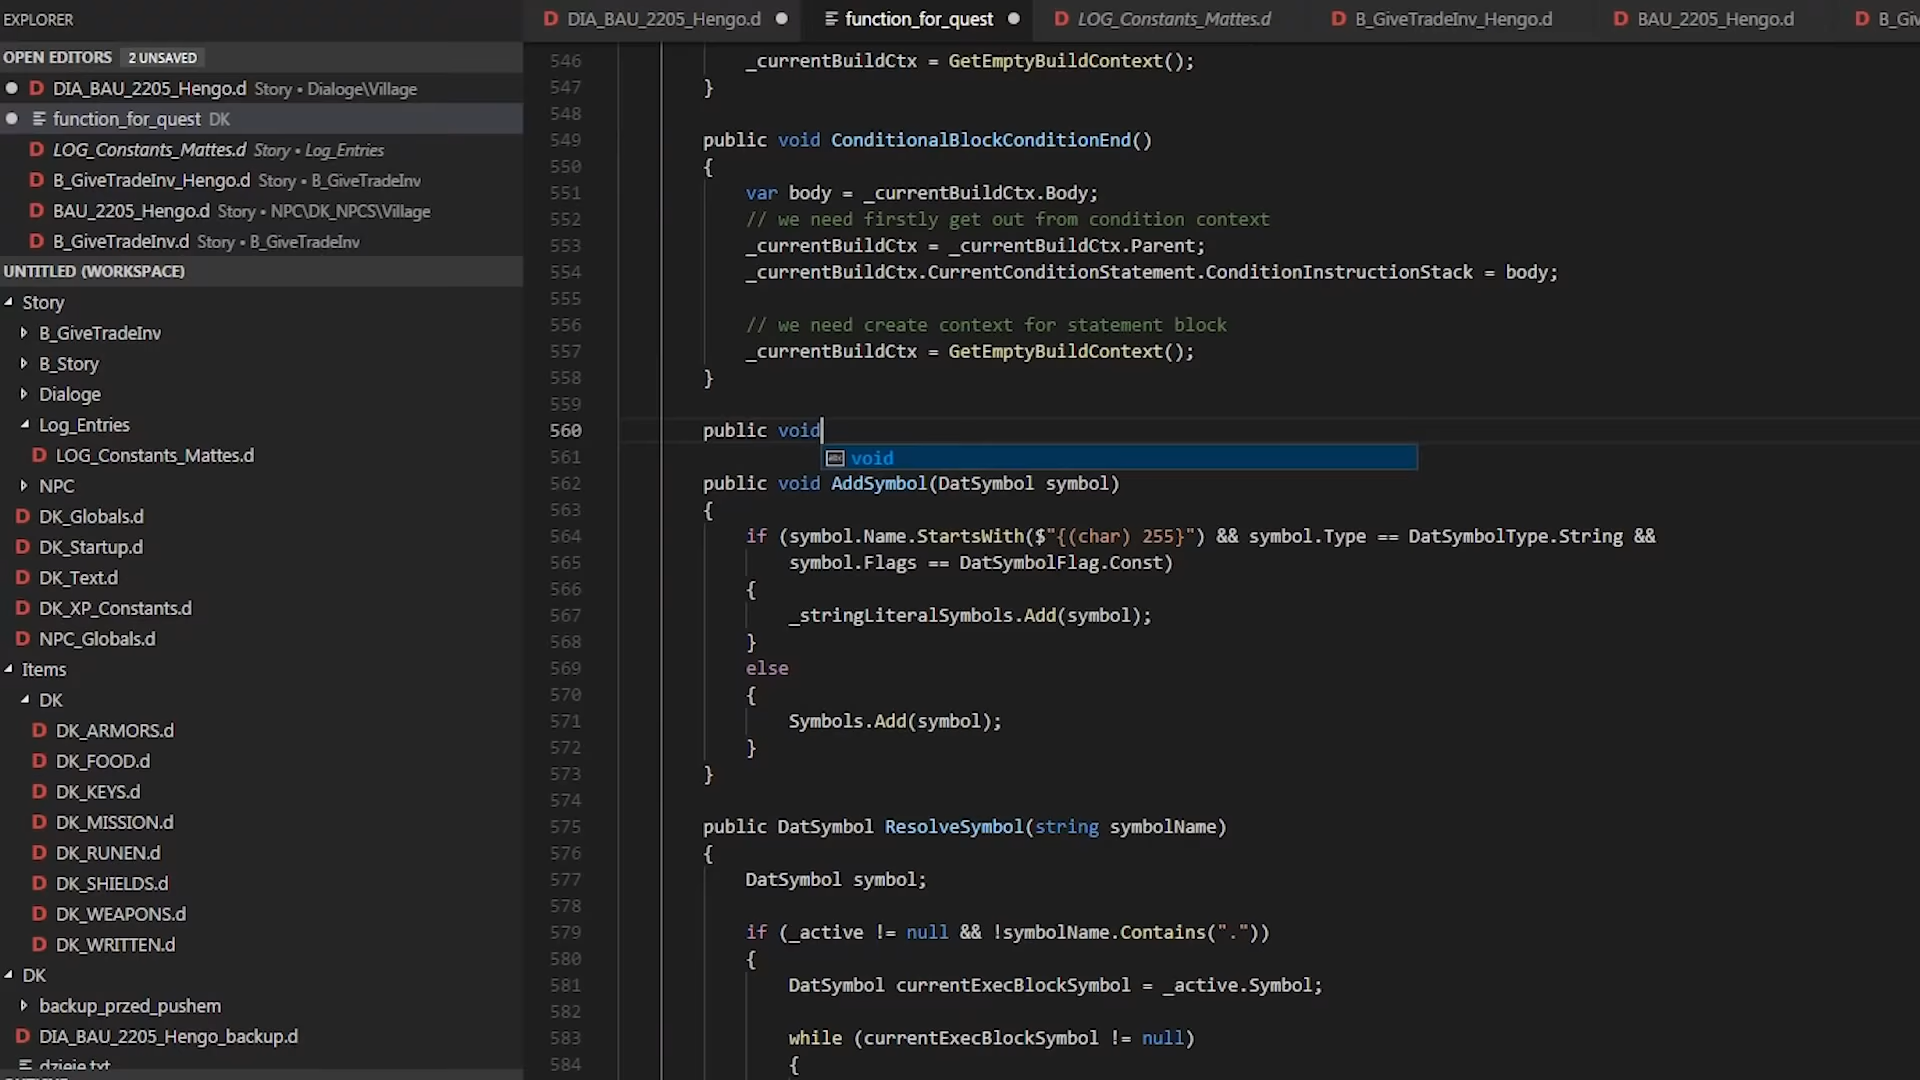 EXPLORER
OPEN EDITORS 2 UNSAVED
DIA_BAU_2205_Hengo.d Story • Dialoge\Village
function_for_quest DK
LOG_Constants_Mattes.d Story • Log_Entries
B_GiveTradeInv_Hengo.d Story • B_GiveTradeInv
BAU_2205_Hengo.d Story • NPC\DK_NPCS\Village
B_GiveTradeInv.d Story • B_GiveTradeInv
UNTITLED (WORKSPACE)
Story
B_GiveTradeInv
B_Story
Dialoge
Log_Entries
LOG_Constants_Mattes.d
NPC
DK_Globals.d
DK_Startup.d
DK_Text.d
DK_XP_Constants.d
NPC_Globals.d
Items
DK
DK_ARMORS.d
DK_FOOD.d
DK_KEYS.d
DK_MISSION.d
DK_RUNEN.d
DK_SHIELDS.d
DK_WEAPONS.d
DK_WRITTEN.d
DK
backup_przed_pushem
DIA_BAU_2205_Hengo_backup.d
dzieje.txt
DIA_BAU_2205_Hengo.d function_for_quest LOG_Constants_Mattes.d B_GiveTradeInv_Hengo.d BAU_2205_Hengo.d B_Giv
546 _currentBuildCtx = GetEmptyBuildContext();
547 }
548
549 public void ConditionalBlockConditionEnd()
550 {
551 var body = _currentBuildCtx.Body;
552 // we need firstly get out from condition context
553 _currentBuildCtx = _currentBuildCtx.Parent;
554 _currentBuildCtx.CurrentConditionStatement.ConditionInstructionStack = body;
555
556 // we need create context for statement block
557 _currentBuildCtx = GetEmptyBuildContext();
558 }
559
560 public void
561 void
562 public void AddSymbol(DatSymbol symbol)
563 {
564 if (symbol.Name.StartsWith($"{(char) 255}") && symbol.Type == DatSymbolType.String &&
565 symbol.Flags == DatSymbolFlag.Const)
566 {
567 _stringLiteralSymbols.Add(symbol);
568 }
569 else
570 {
571 Symbols.Add(symbol);
572 }
573 }
574
575 public DatSymbol ResolveSymbol(string symbolName)
576 {
577 DatSymbol symbol;
578
579 if (_active != null && !symbolName.Contains("."))
580 {
581 DatSymbol currentExecBlockSymbol = _active.Symbol;
582
583 while (currentExecBlockSymbol != null)
584 {